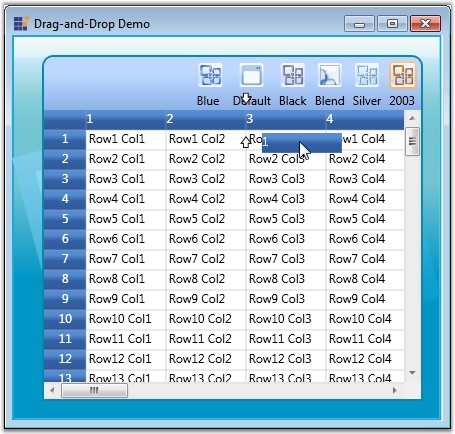 Drag-and-Drop Demo
Blue Default Black Blend Silver 2003
1 2 3 4
1 Row1 Col1 Row1 Col2 1 Col4
2 Row2 Col1 Row2 Col2 Row2 Col3 Row2 Col4
3 Row3 Col1 Row3 Col2 Row3 Col3 Row3 Col4
4 Row4 Col1 Row4 Col2 Row4 Col3 Row4 Col4
5 Row5 Col1 Row5 Col2 Row5 Col3 Row5 Col4
6 Row6 Col1 Row6 Col2 Row6 Col3 Row6 Col4
7 Row7 Col1 Row7 Col2 Row7 Col3 Row7 Col4
8 Row8 Col1 Row8 Col2 Row8 Col3 Row8 Col4
9 Row9 Col1 Row9 Col2 Row9 Col3 Row9 Col4
10 Row10 Col1 Row10 Col2 Row10 Col3 Row10 Col4
11 Row11 Col1 Row11 Col2 Row11 Col3 Row11 Col4
12 Row12 Col1 Row12 Col2 Row12 Col3 Row12 Col4
13 Row13 Col1 Row13 Col2 Row13 Col3 Row13 Col4